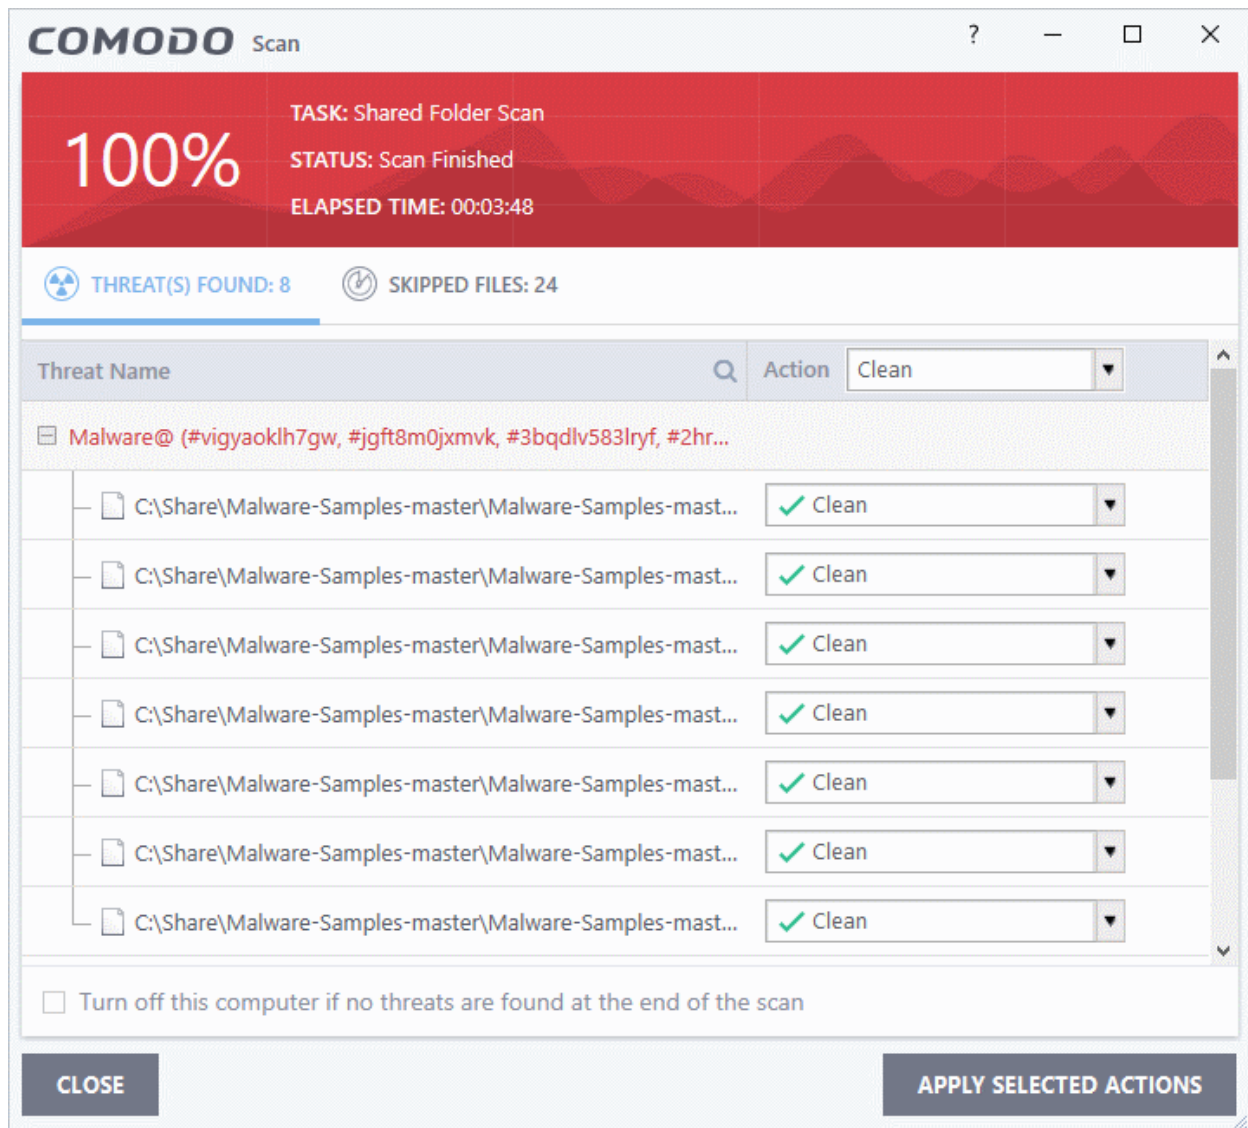 COMODO Scan ?
100%
TASK: Shared Folder Scan
STATUS: Scan Finished
ELAPSED TIME: 00:03:48
THREAT(S) FOUND: 8 SKIPPED FILES: 24
Threat Name Action Clean
Malware@ (#vigyaoklh7gw, #jgft8m0jxmvk, #3bqdlv583lryf, #2hr...
C:\Share\Malware-Samples-master\Malware-Samples-mast... Clean
C:\Share\Malware-Samples-master\Malware-Samples-mast... Clean
C:\Share\Malware-Samples-master\Malware-Samples-mast... Clean
C:\Share\Malware-Samples-master\Malware-Samples-mast... Clean
C:\Share\Malware-Samples-master\Malware-Samples-mast... Clean
C:\Share\Malware-Samples-master\Malware-Samples-mast... Clean
C:\Share\Malware-Samples-master\Malware-Samples-mast... Clean
Turn off this computer if no threats are found at the end of the scan
CLOSE APPLY SELECTED ACTIONS